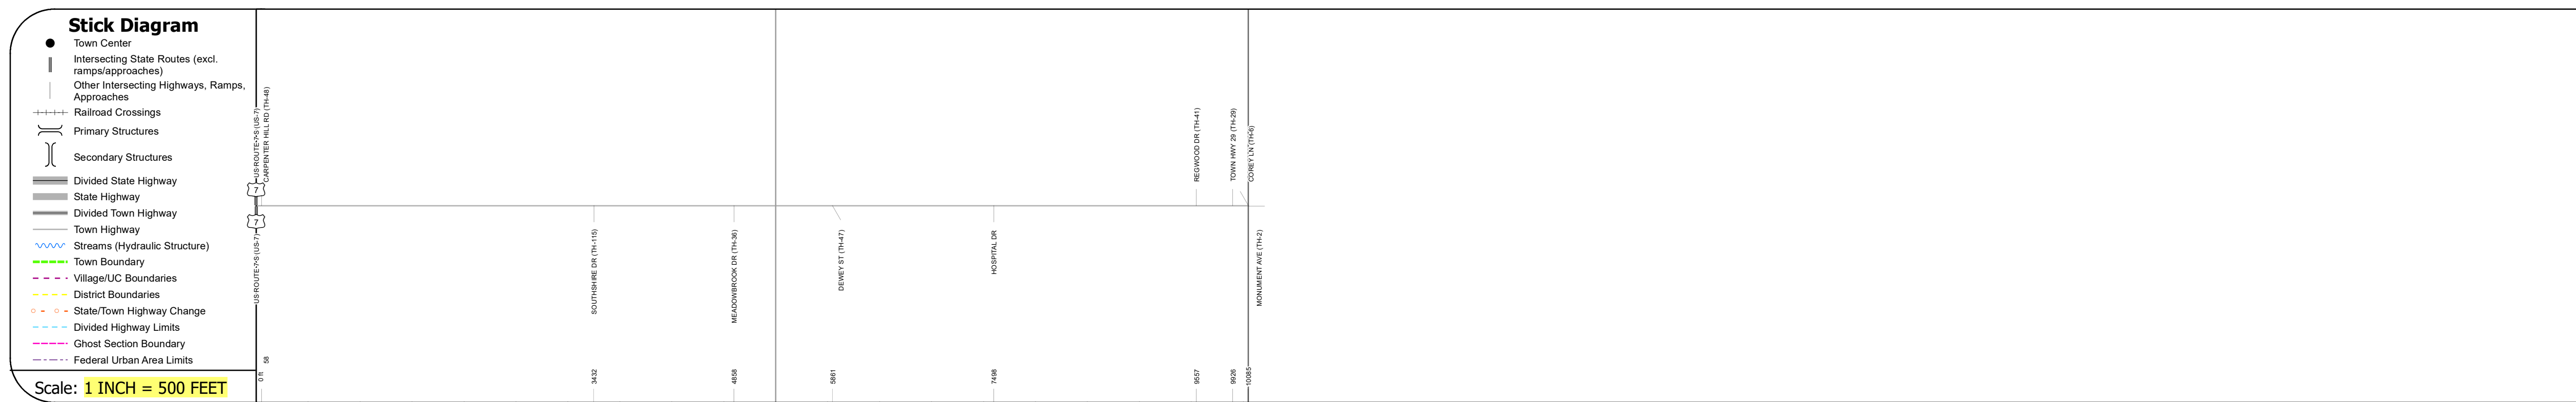 Stick Diagram
Town Center
Intersecting State Routes (excl.
ramps/approaches)
Other Intersecting Highways, Ramps,
Approaches
Railroad Crossings
Primary Structures
Secondary Structures
Divided State Highway
State Highway
Divided Town Highway
Town Highway
Streams (Hydraulic Structure)
Town Boundary
Village/UC Boundaries
District Boundaries
State/Town Highway Change
Divided Highway Limits
Ghost Section Boundary
Federal Urban Area Limits
Scale: 1 INCH = 500 FEET
US-ROUTE-7-S (US-7)
CARPENTER HILL RD (TH-48)
REGWOOD DR (TH-41)
TOWN HWY 29 (TH-29)
COREY LN (TH-6)
7
7
US-ROUTE-7-S (US-7)
SOUTHSHIRE DR (TH-115)
MEADOWBROOK DR (TH-36)
DEWEY ST (TH-47)
HOSPITAL DR
MONUMENT AVE (TH-2)
0 ft
58
3432
4858
5861
7498
9557
9926
10085